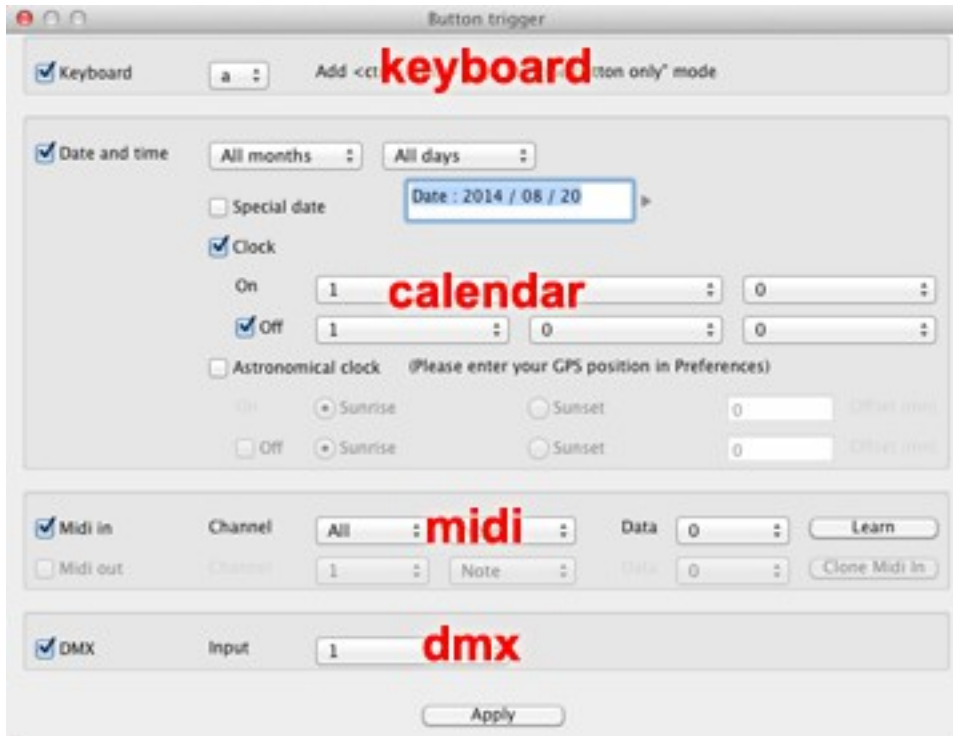 Button trigger
Keyboard a Add <ct keyboard tton only" mode
Date and time All months All days
Special date Date : 2014 / 08 / 20
Clock
On 1 calendar 0
Off 1 0 0
Astronomical clock (Please enter your GPS position in Preferences)
On Sunrise Sunset 0 Offset
Off Sunrise Sunset 0 Offset
Midi in Channel All midi Data 0 Learn
Midi out Channel 1 Note Data 0 Clone Midi In
DMX Input 1 dmx
Apply